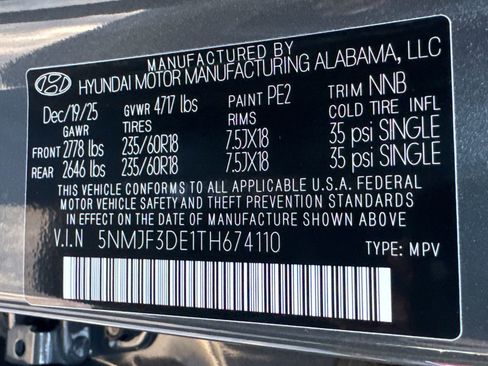 MANUFACTURED BY
HYUNDAI MOTOR MANUFACTURING ALABAMA, LLC
Dec/19/25 GVWR 4717 lbs PAINT PE2 TRIM NNB
GAWR TIRES RIMS COLD TIRE INFL
FRONT 2778 lbs 235/60R18 7.5JX18 35 psi SINGLE
REAR 2646 lbs 235/60R18 7.5JX18 35 psi SINGLE
THIS VEHICLE CONFORMS TO ALL APPLICABLE U.S.A FEDERAL
MOTOR VEHICLE SAFETY AND THEFT PREVENTION STANDARDS
IN EFFECT ON THE DATE OF MANUFACTURE SHOWN ABOVE.
V.I.N 5NMJF3DE1TH674110 TYPE: MPV